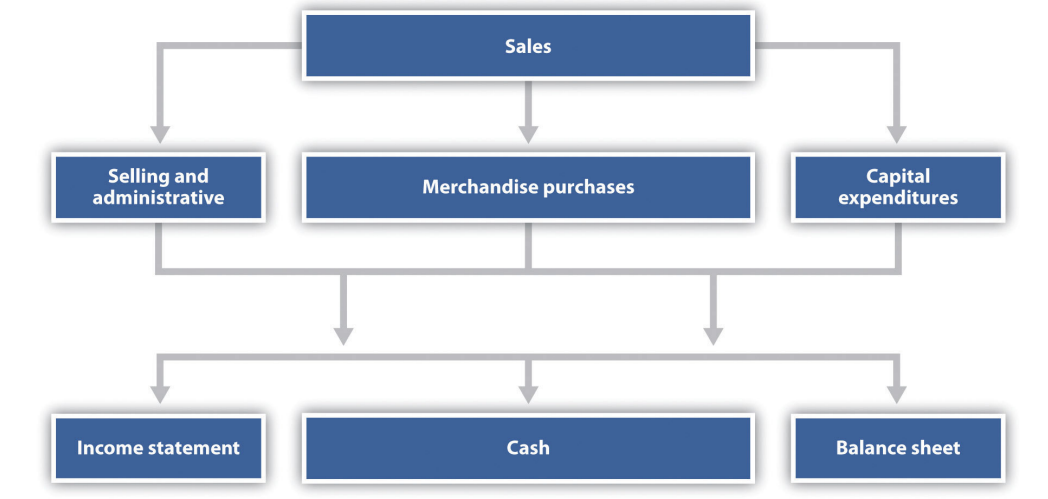 Sales
Selling and
administrative
Merchandise purchases
Capital
expenditures
Income statement
Cash
Balance sheet